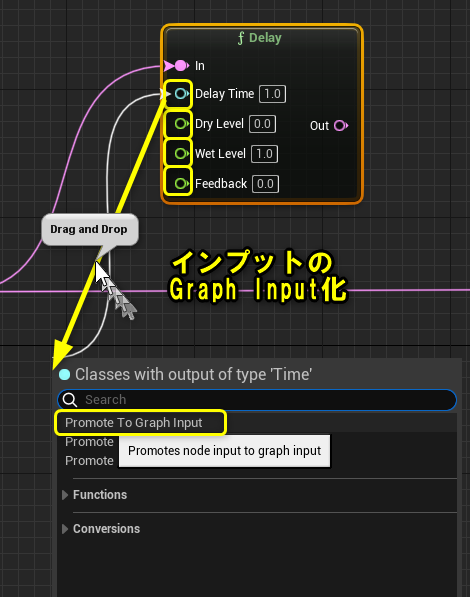 f Delay
In
Delay Time 1.0
Dry Level 0.0
Out
Wet Level 1.0
Feedback 0.0
Drag and Drop
インプットの
Graph Input化
Classes with output of type 'Time'
Search
Promote To Graph Input
Promote
Promotes node input to graph input
Promote
Functions
Conversions